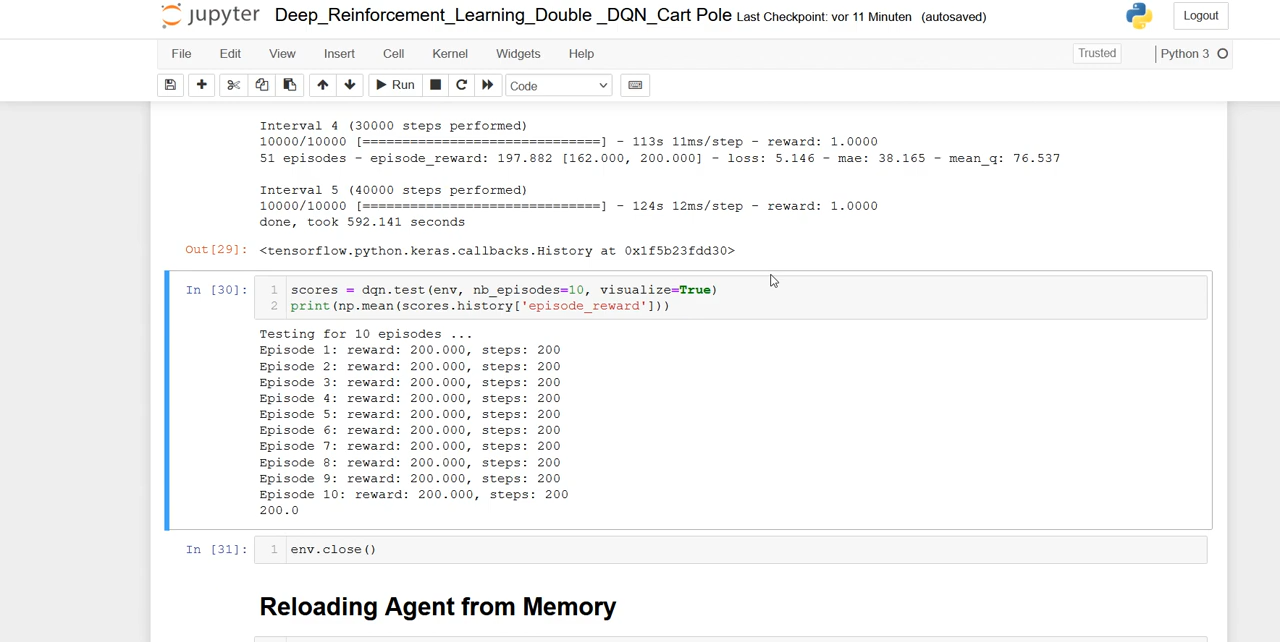 jupyter Deep_Reinforcement_Learning_Double _DQN_Cart Pole Last Checkpoint: vor 11 Minuten (autosaved) Logout
File Edit View Insert Cell Kernel Widgets Help Trusted Python 3
Run Code
Interval 4 (30000 steps performed)
10000/10000 [==============================] - 113s 11ms/step - reward: 1.0000
51 episodes - episode_reward: 197.882 [162.000, 200.000] - loss: 5.146 - mae: 38.165 - mean_q: 76.537
Interval 5 (40000 steps performed)
10000/10000 [==============================] - 124s 12ms/step - reward: 1.0000
done, took 592.141 seconds
Out[29]: <tensorflow.python.keras.callbacks.History at 0x1f5b23fdd30>
In [30]: 1 scores = dqn.test(env, nb_episodes=10, visualize=True)
2 print(np.mean(scores.history['episode_reward']))
Testing for 10 episodes ...
Episode 1: reward: 200.000, steps: 200
Episode 2: reward: 200.000, steps: 200
Episode 3: reward: 200.000, steps: 200
Episode 4: reward: 200.000, steps: 200
Episode 5: reward: 200.000, steps: 200
Episode 6: reward: 200.000, steps: 200
Episode 7: reward: 200.000, steps: 200
Episode 8: reward: 200.000, steps: 200
Episode 9: reward: 200.000, steps: 200
Episode 10: reward: 200.000, steps: 200
200.0
In [31]: 1 env.close()
Reloading Agent from Memory